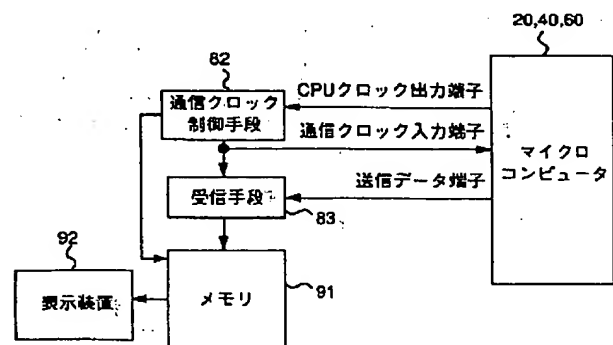 20,40,60
82
通信クロック
制御手段
CPUクロック出力端子
通信クロック入力端子
送信データ端子
マイクロ
コンピュータ
受信手段
83
92
表示装置
メモリ
91